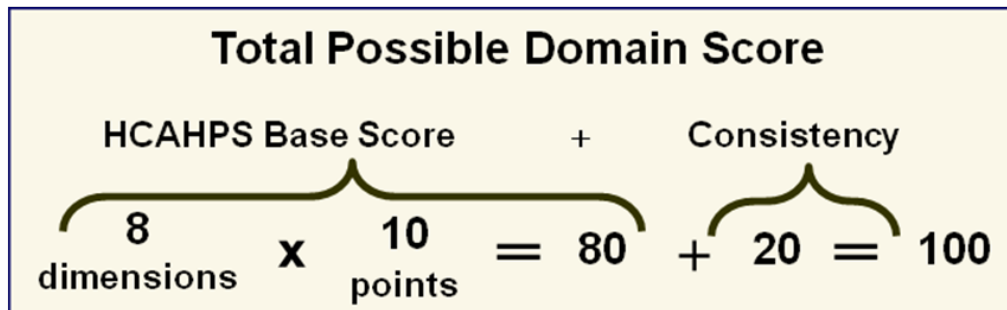 Total Possible Domain Score
HCAHPS Base Score + Consistency
8 x 10 = 80 + 20 = 100
dimensions points